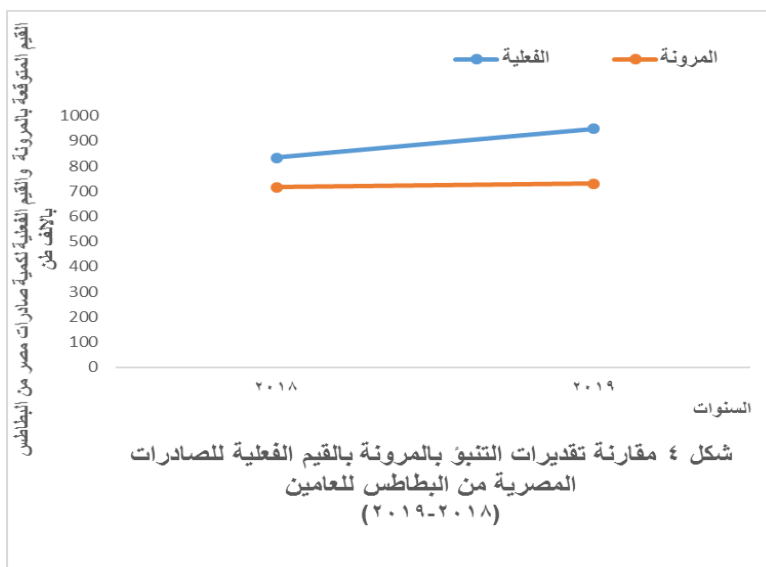 الفعلية
المرونة
القيم المتوقعة بالمرونة والقيم الفعلية لكمية صادرات مصر من البطاطس
بالالف طن
1000
900
800
700
600
500
400
300
200
100
0
٢٠١٨
٢٠١٩
السنوات
شكل ٤ مقارنة تقديرات التنبؤ بالمرونة بالقيم الفعلية للصادرات
المصرية من البطاطس للعامين
(٢٠١٨-٢٠١٩)